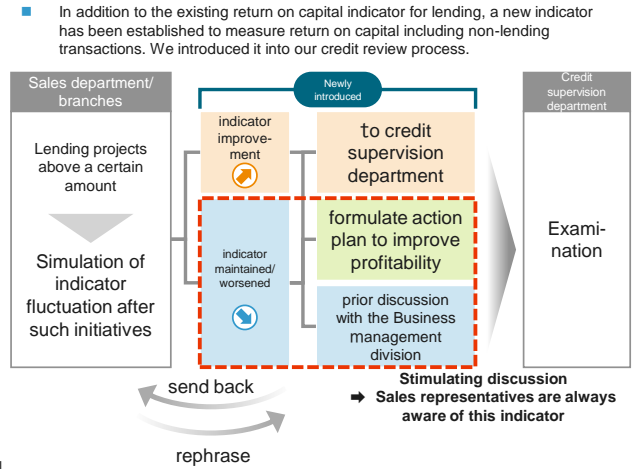 In addition to the existing return on capital indicator for lending, a new indicator
has been established to measure return on capital including non-lending
transactions. We introduced it into our credit review process.
Sales department/
branches
Lending projects
above a certain
amount
Simulation of
indicator
fluctuation after
such initiatives
Newly
introduced
indicator
improve-
ment
to credit
supervision
department
indicator
maintained/
worsened
formulate action
plan to improve
profitability
prior discussion
with the Business
management
division
Credit
supervision
department
Exami-
nation
send back
rephrase
Stimulating discussion
➡ Sales representatives are always
aware of this indicator